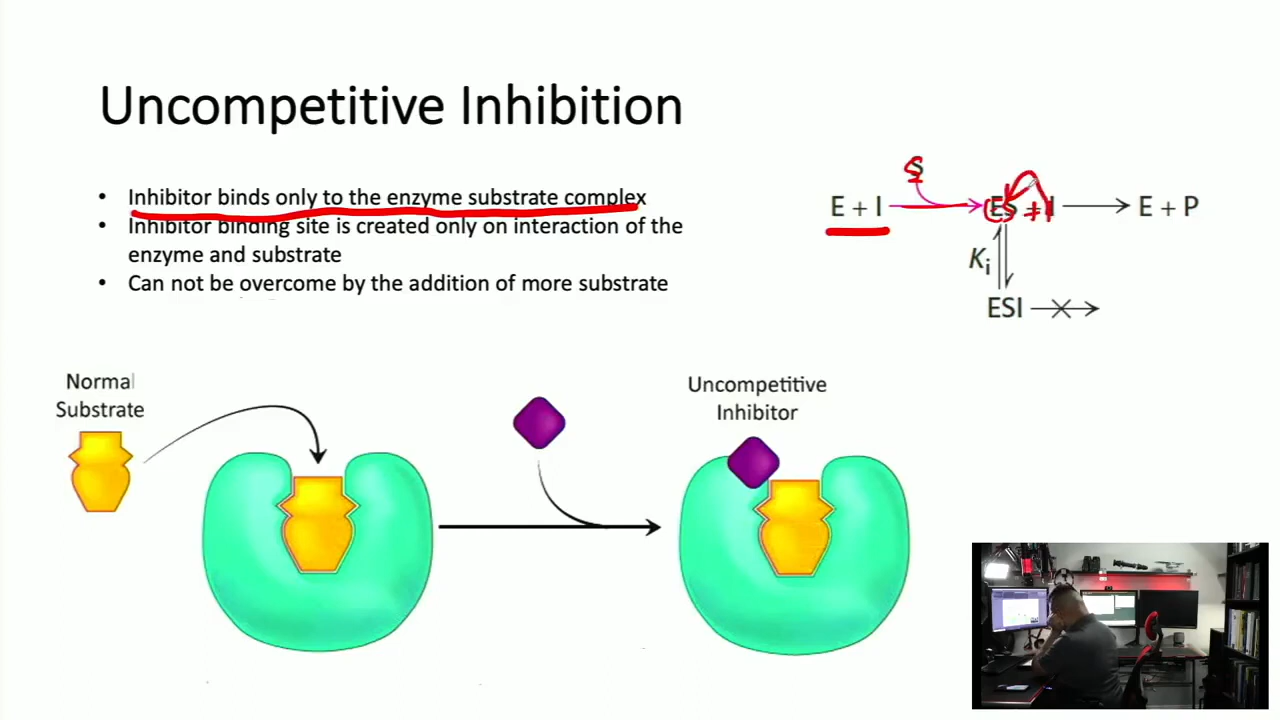 Uncompetitive Inhibition
• Inhibitor binds only to the enzyme substrate complex
• Inhibitor binding site is created only on interaction of the
enzyme and substrate
• Can not be overcome by the addition of more substrate
S
E + I → ES + I → E + P
Kᵢ
ESI
Normal
Substrate
Uncompetitive
Inhibitor